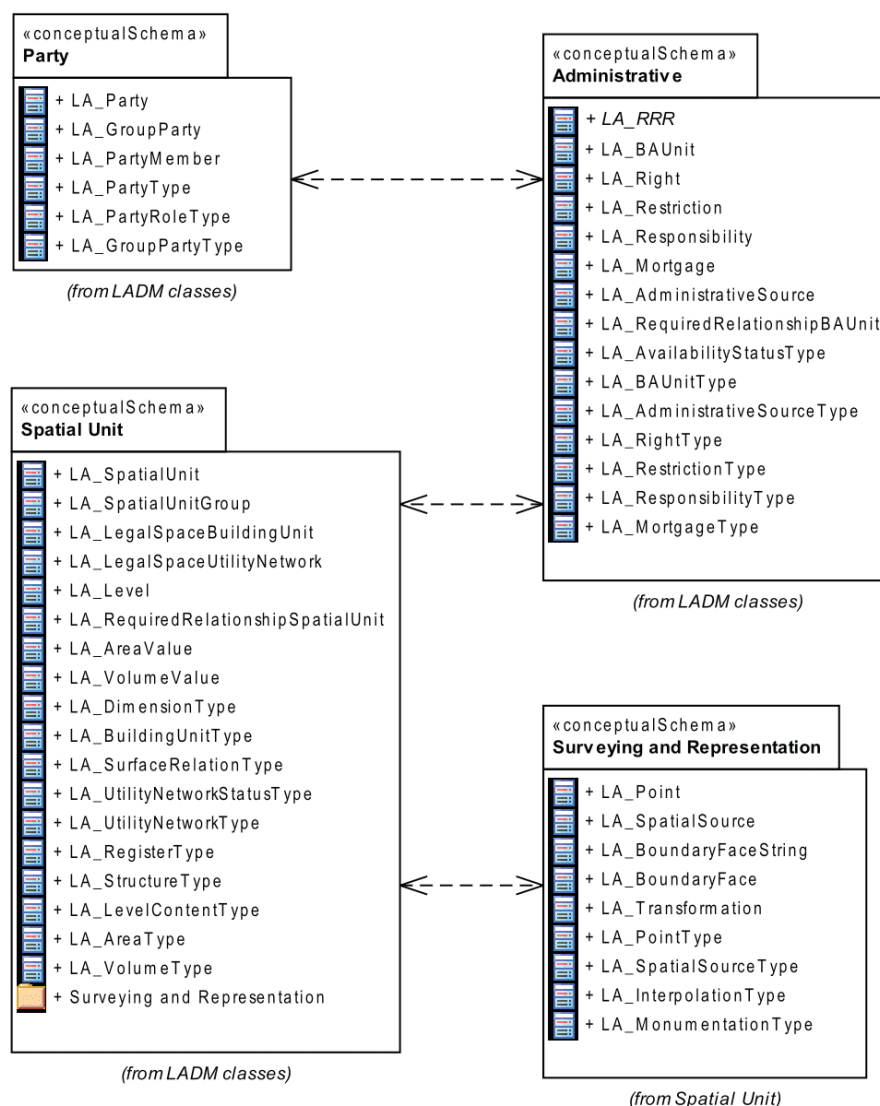 «conceptualSchema»
Party
+ LA_Party
+ LA_GroupParty
+ LA_PartyMember
+ LA_PartyType
+ LA_PartyRoleType
+ LA_GroupPartyType
(from LADM classes)
«conceptualSchema»
Administrative
+ LA_RRR
+ LA_BAUnit
+ LA_Right
+ LA_Restriction
+ LA_Responsibility
+ LA_Mortgage
+ LA_AdministrativeSource
+ LA_RequiredRelationshipBAUnit
+ LA_AvailabilityStatusType
+ LA_BAUnitType
+ LA_AdministrativeSourceType
+ LA_RightType
+ LA_RestrictionType
+ LA_ResponsibilityType
+ LA_MortgageType
(from LADM classes)
«conceptualSchema»
Spatial Unit
+ LA_SpatialUnit
+ LA_SpatialUnitGroup
+ LA_LegalSpaceBuildingUnit
+ LA_LegalSpaceUtilityNetwork
+ LA_Level
+ LA_RequiredRelationshipSpatialUnit
+ LA_AreaValue
+ LA_VolumeValue
+ LA_DimensionType
+ LA_BuildingUnitType
+ LA_SurfaceRelationType
+ LA_UtilityNetworkStatusType
+ LA_UtilityNetworkType
+ LA_RegisterType
+ LA_StructureType
+ LA_LevelContentType
+ LA_AreaType
+ LA_VolumeType
+ Surveying and Representation
(from LADM classes)
«conceptualSchema»
Surveying and Representation
+ LA_Point
+ LA_SpatialSource
+ LA_BoundaryFaceString
+ LA_BoundaryFace
+ LA_Transformation
+ LA_PointType
+ LA_SpatialSourceType
+ LA_InterpolationType
+ LA_MonumentationType
(from Spatial Unit)